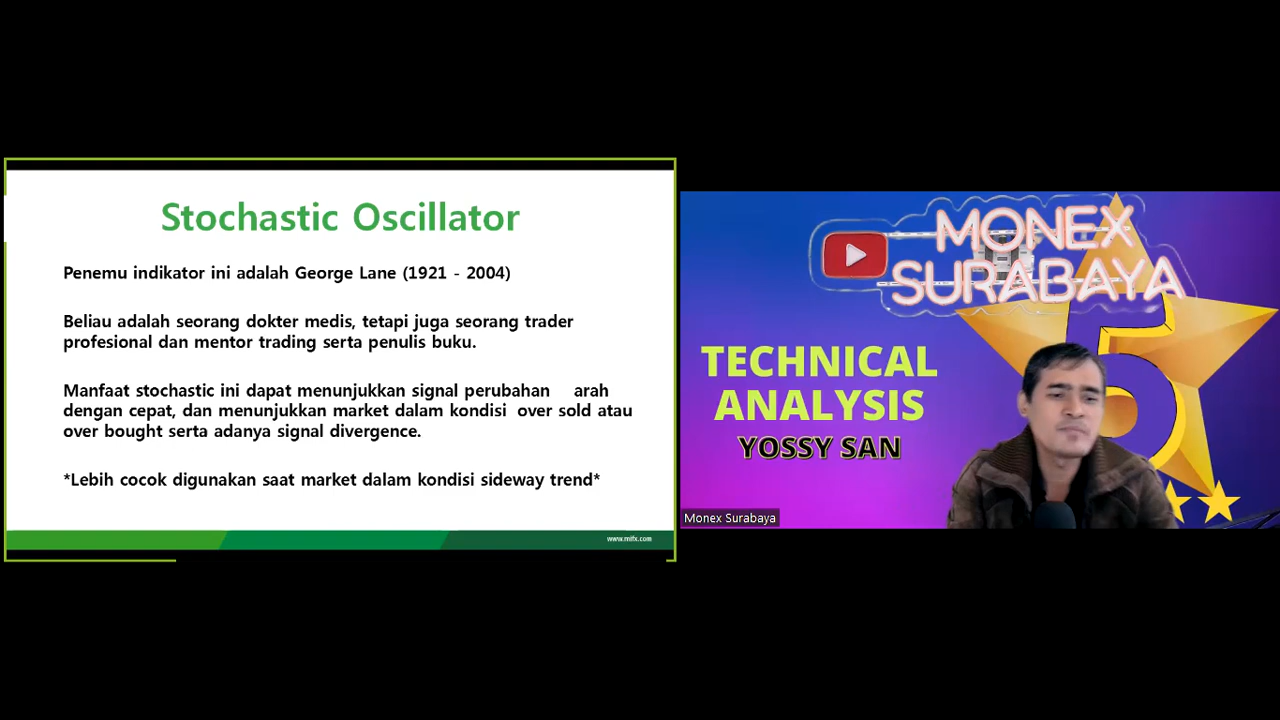 Stochastic Oscillator
Penemu indikator ini adalah George Lane (1921 - 2004)
Beliau adalah seorang dokter medis, tetapi juga seorang trader
profesional dan mentor trading serta penulis buku.
Manfaat stochastic ini dapat menunjukkan signal perubahan arah
dengan cepat, dan menunjukkan market dalam kondisi over sold atau
over bought serta adanya signal divergence.
*Lebih cocok digunakan saat market dalam kondisi sideway trend*
www.mifx.com
MONEX
SURABAYA
5
TECHNICAL
ANALYSIS
YOSSY SAN
Monex Surabaya